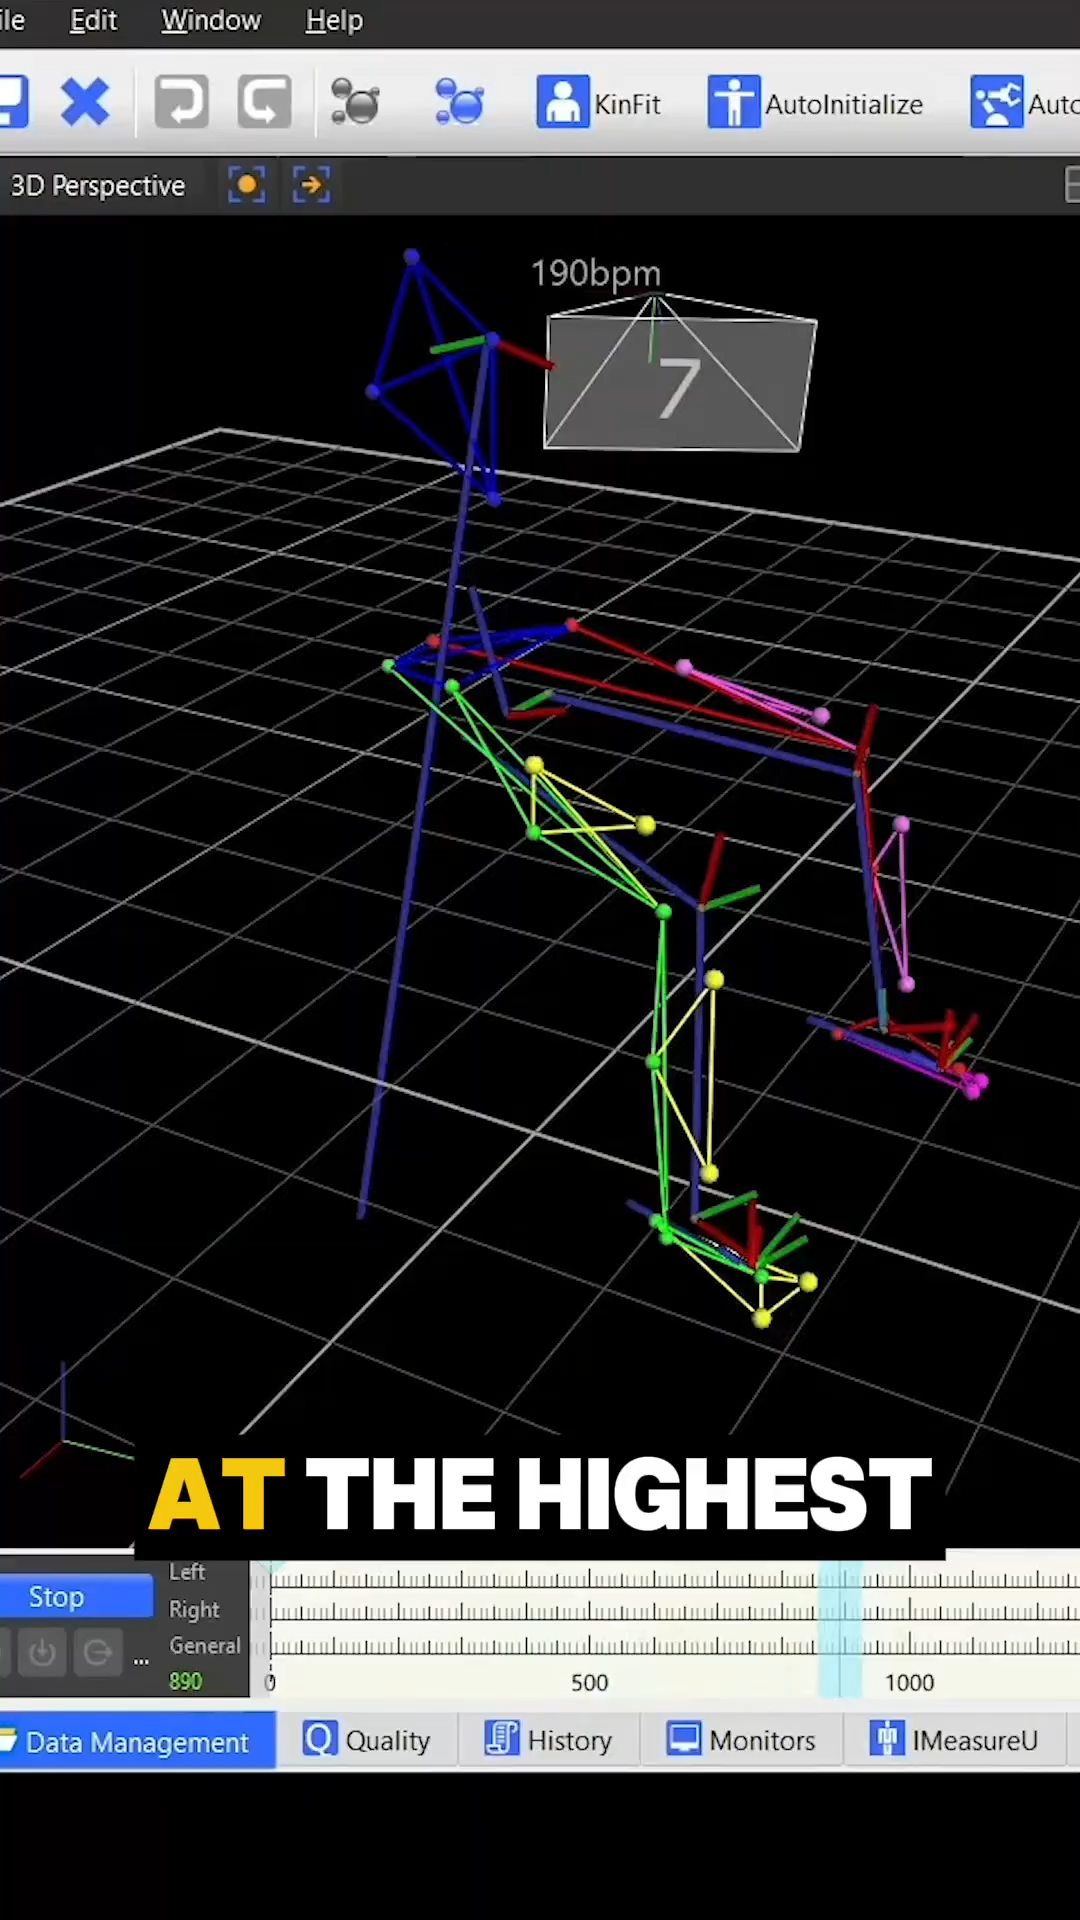 ile Edit Window Help
KinFit AutoInitialize Auto
3D Perspective
190bpm
7
AT THE HIGHEST
Left
Stop
Right
General
...
890
0 500 1000
Data Management Quality History Monitors IMeasureU